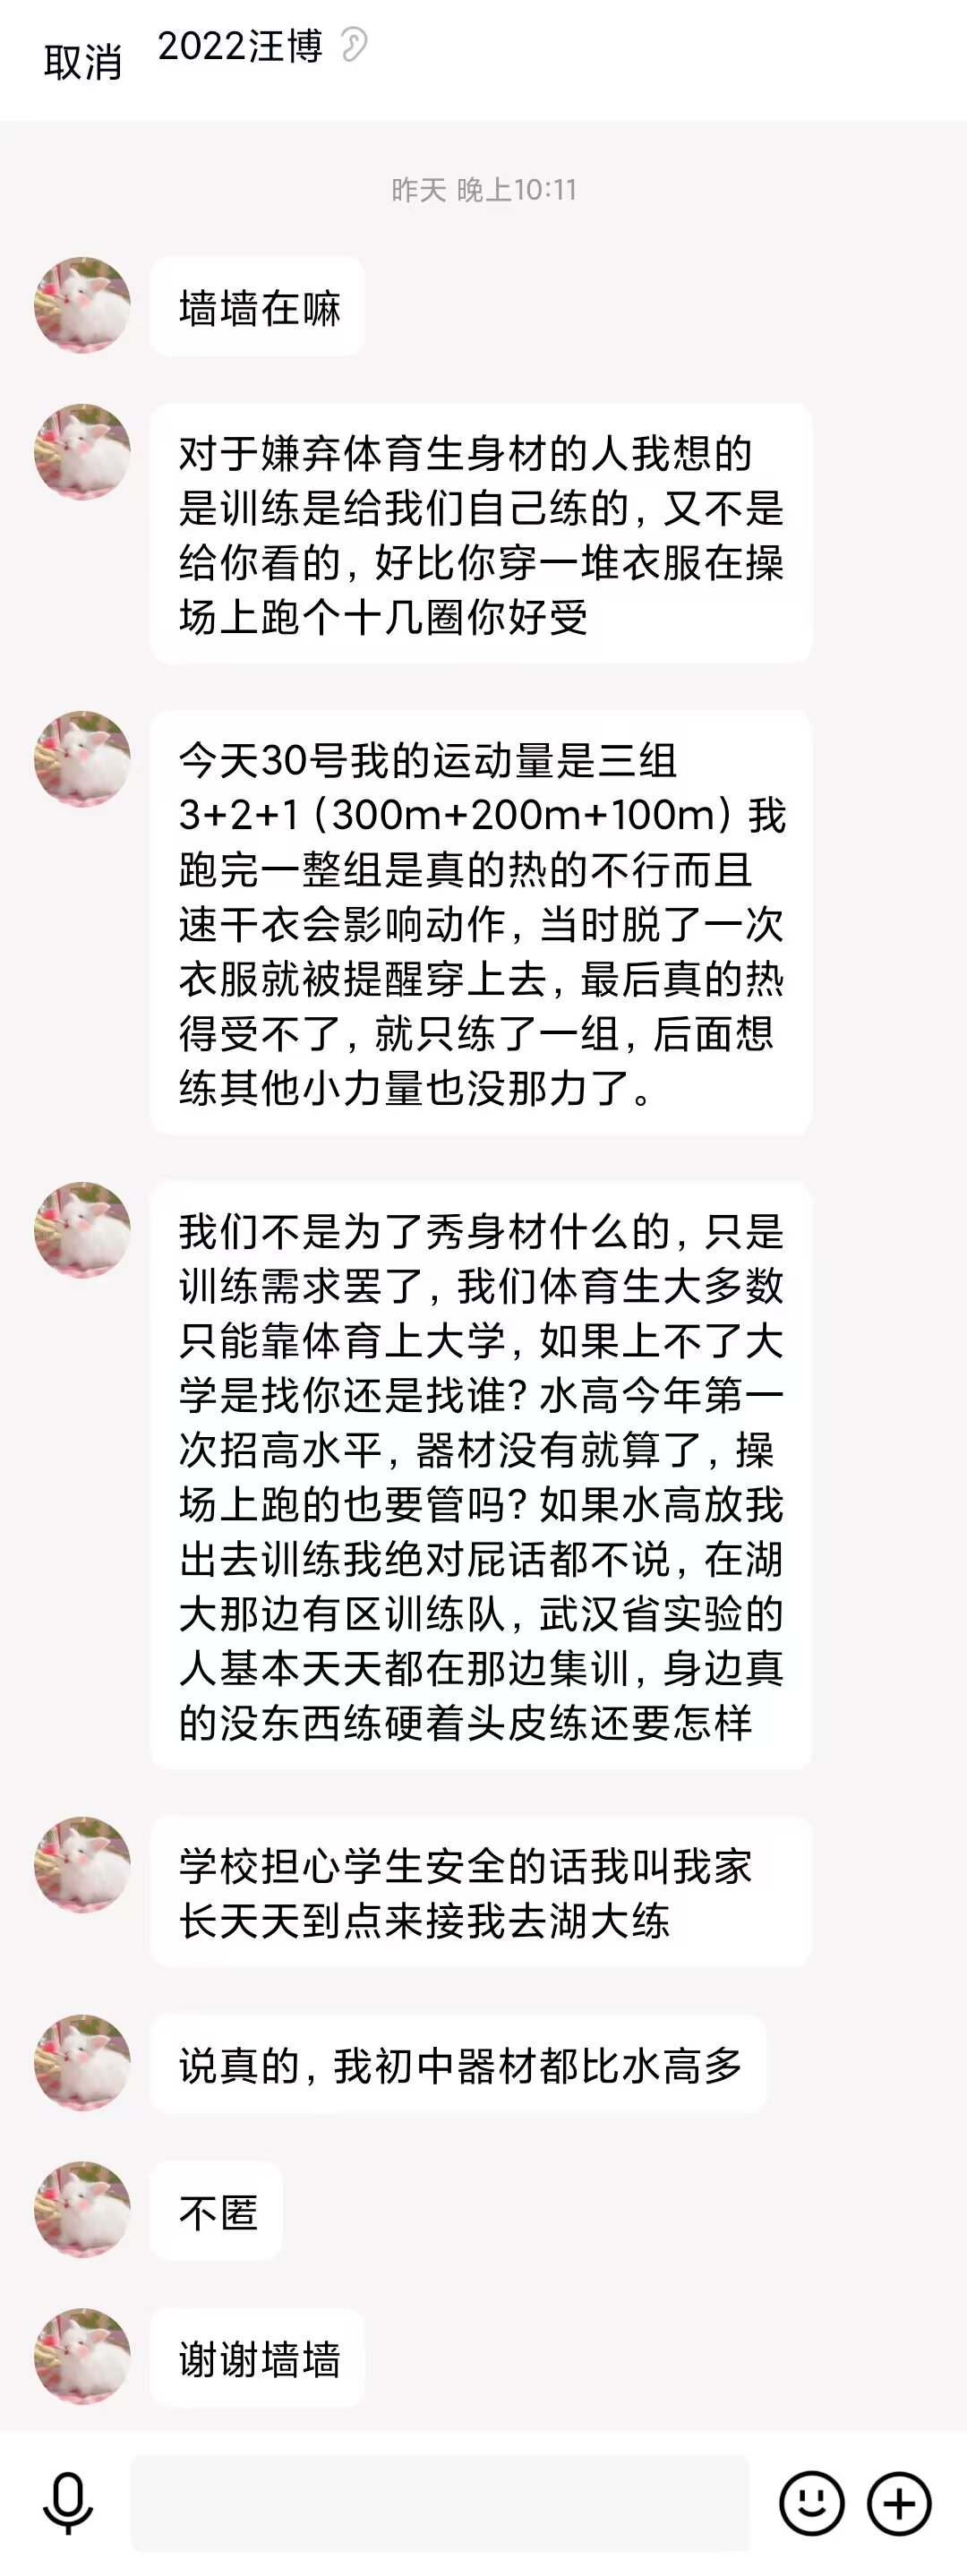 取消
2022汪博
昨天 晚上10:11
墙墙在嘛
对于嫌弃体育生身材的人我想的
是训练是给我们自己练的，又不是
给你看的，好比你穿一堆衣服在操
场上跑个十几圈你好受
今天30号我的运动量是三组
3+2+1（300m+200m+100m）我
跑完一整组是真的热的不行而且
速干衣会影响动作，当时脱了一次
衣服就被提醒穿上去，最后真的热
得受不了，就只练了一组，后面想
练其他小力量也没那力了。
我们不是为了秀身材什么的，只是
训练需求罢了，我们体育生大多数
只能靠体育上大学，如果上不了大
学是找你还是找谁？水高今年第一
次招高水平，器材没有就算了，操
场上跑的也要管吗？如果水高放我
出去训练我绝对屁话都不说，在湖
大那边有区训练队，武汉省实验的
人基本天天都在那边集训，身边真
的没东西练硬着头皮练还要怎样
学校担心学生安全的话我叫我家
长天天到点来接我去湖大练
说真的，我初中器材都比水高多
不匿
谢谢墙墙